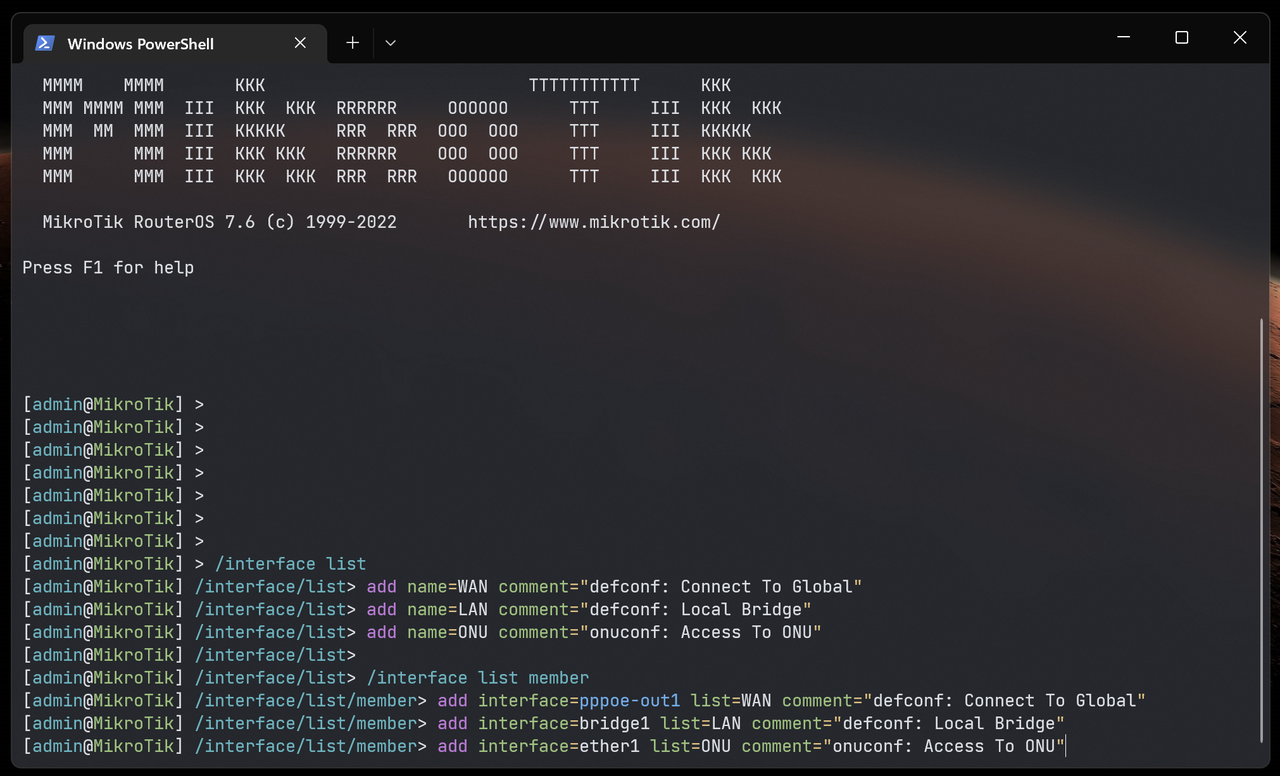 Windows PowerShell
MMMM    MMMM       KKK                          TTTTTTTTTTT      KKK
MMM MMMM MMM  III  KKK  KKK  RRRRRR     OOOOOO      TTT     III  KKK  KKK
MMM  MM  MMM  III  KKKKK     RRR  RRR  OOO  OOO     TTT     III  KKKKK
MMM      MMM  III  KKK KKK   RRRRRR    OOO  OOO     TTT     III  KKK KKK
MMM      MMM  III  KKK  KKK  RRR  RRR   OOOOOO      TTT     III  KKK  KKK
MikroTik RouterOS 7.6 (c) 1999-2022       https://www.mikrotik.com/
Press F1 for help
[admin@MikroTik] >
[admin@MikroTik] >
[admin@MikroTik] >
[admin@MikroTik] >
[admin@MikroTik] >
[admin@MikroTik] >
[admin@MikroTik] >
[admin@MikroTik] > /interface list
[admin@MikroTik] /interface/list> add name=WAN comment="defconf: Connect To Global"
[admin@MikroTik] /interface/list> add name=LAN comment="defconf: Local Bridge"
[admin@MikroTik] /interface/list> add name=ONU comment="onuconf: Access To ONU"
[admin@MikroTik] /interface/list>
[admin@MikroTik] /interface/list> /interface list member
[admin@MikroTik] /interface/list/member> add interface=pppoe-out1 list=WAN comment="defconf: Connect To Global"
[admin@MikroTik] /interface/list/member> add interface=bridge1 list=LAN comment="defconf: Local Bridge"
[admin@MikroTik] /interface/list/member> add interface=ether1 list=ONU comment="onuconf: Access To ONU"